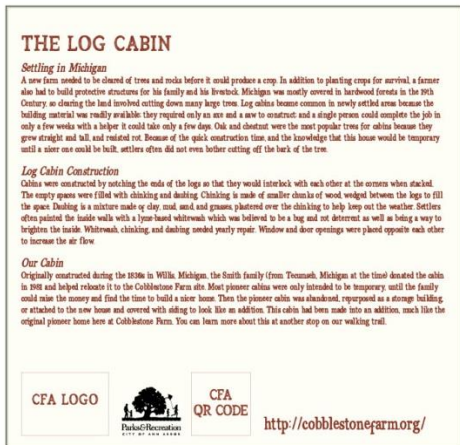 THE LOG CABIN
Settling in Michigan
A new farm needed to be cleared of trees and rocks before it could produce a crop. In addition to planting crops for survival, a farmer
also had to build protective structures for his family and his livestock. Michigan was mostly covered in hardwood forests in the 19th
Century, so clearing the land involved cutting down many large trees. Log cabins became common in newly settled areas because the
building material was readily available; they required only an axe and a saw to construct; and a single person could complete the job in
only a few weeks with a helper it could take only a few days. Oak and chestnut were the most popular trees for cabins because they
grew straight and tall, and resisted rot. Because of the quick construction time, and the knowledge that this house would be temporary
until a nicer one could be built, settlers often did not even bother cutting off the bark of the tree.
Log Cabin Construction
Cabins were constructed by notching the ends of the logs so that they would interlock with each other at the corners when stacked.
The empty spaces were filled with chinking and daubing. Chinking is made of smaller chunks of wood, wedged between the logs to fill
the space. Daubing is a mixture made of clay, mud, sand, and grasses, plastered over the chinking to help keep out the weather. Settlers
often painted the inside walls with a lyme-based whitewash which was believed to be a bug and rot deterrent as well as being a way to
brighten the inside. Whitewash, chinking, and daubing needed yearly repair. Window and door openings were placed opposite each other
to increase the air flow.
Our Cabin
Originally constructed during the 1830s in Willis, Michigan, the Smith family (from Tecumseh, Michigan at the time) donated the cabin
in 1981 and helped relocate it to the Cobblestone Farm site. Most pioneer cabins were only intended to be temporary, until the family
could raise the money and find the time to build a nicer home. Then the pioneer cabin was abandoned, repurposed as a storage building,
or attached to the new house and covered with siding to look like an addition. This cabin had been made into an addition, much like the
original pioneer home here at Cobblestone Farm. You can learn more about this at another stop on our walking trail.
CFA LOGO
Parks&Recreation
CITY OF ANN ARBOR
CFA
QR CODE
http://cobblestonefarm.org/